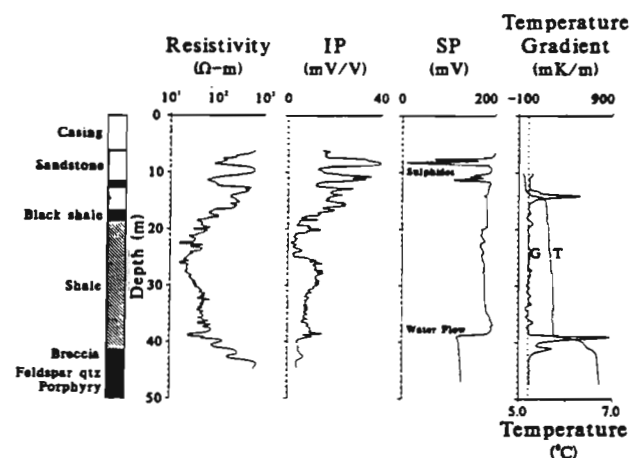 Temperature
Resistivity IP SP Gradient
(Ω-m) (mV/V) (mV) (mK/m)
10¹ 10² 10³ 0 40 0 200 -100 900
0
Casing
Sandstone
10
Sulphides
Black shale
20
Depth (m)
G T
Shale
30
Water Flow
40
Breccia
Feldspar qtz
Porphyry
50
5.0 7.0
Temperature
(°C)